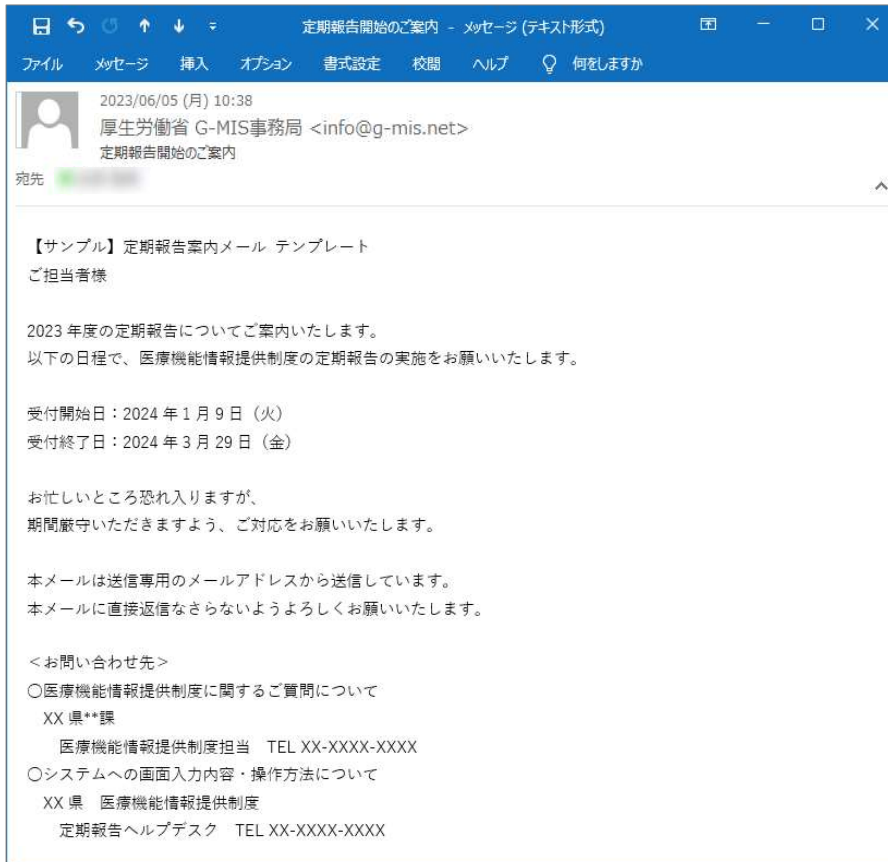 定期報告開始のご案内 - メッセージ (テキスト形式)
ファイル メッセージ 挿入 オプション 書式設定 校閲 ヘルプ 何をしますか
2023/06/05 (月) 10:38
厚生労働省 G-MIS事務局 <info@g-mis.net>
定期報告開始のご案内
宛先
【サンプル】定期報告案内メール テンプレート
ご担当者様
2023 年度の定期報告についてご案内いたします。
以下の日程で、医療機能情報提供制度の定期報告の実施をお願いいたします。
受付開始日:2024 年 1 月 9 日(火)
受付終了日:2024 年 3 月 29 日(金)
お忙しいところ恐れ入りますが、
期間厳守いただきますよう、ご対応をお願いいたします。
本メールは送信専用のメールアドレスから送信しています。
本メールに直接返信なさらないようよろしくお願いいたします。
<お問い合わせ先>
○医療機能情報提供制度に関するご質問について
XX 県**課
医療機能情報提供制度担当 TEL XX-XXXX-XXXX
○システムへの画面入力内容・操作方法について
XX 県 医療機能情報提供制度
定期報告ヘルプデスク TEL XX-XXXX-XXXX